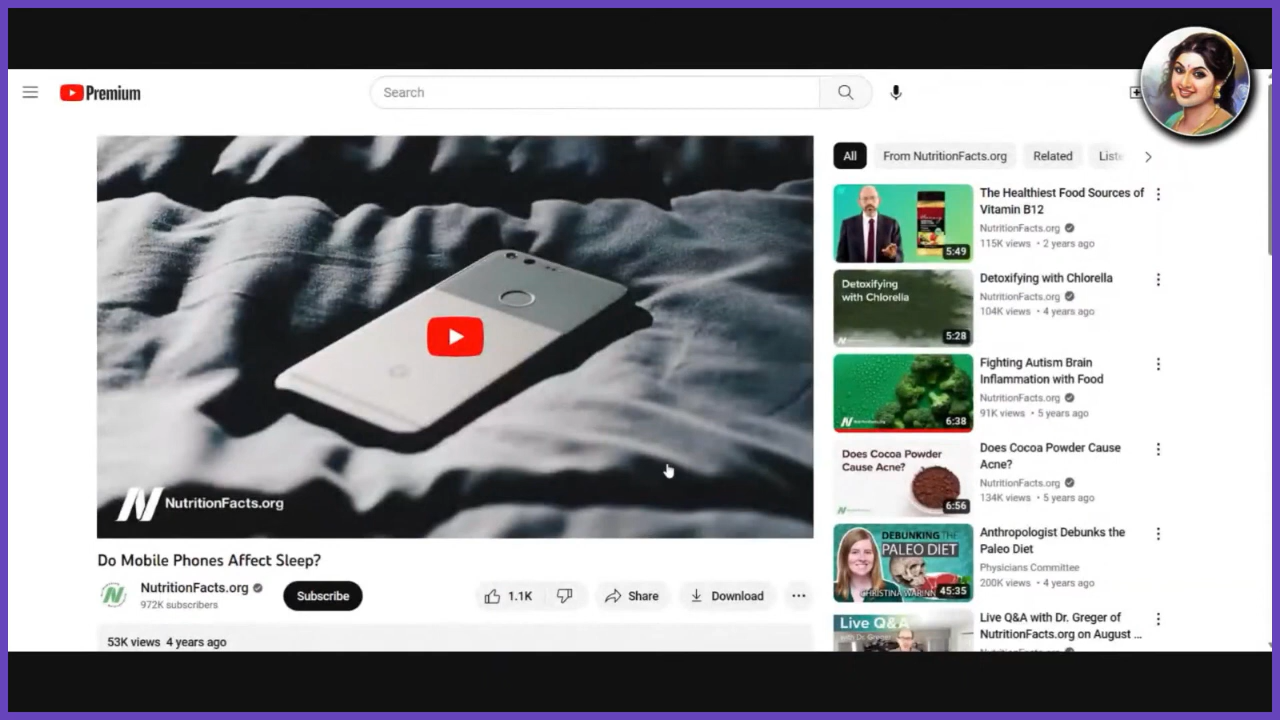 Premium
Search
NutritionFacts.org
Do Mobile Phones Affect Sleep?
NutritionFacts.org
972K subscribers
Subscribe
1.1K
Share
Download
53K views 4 years ago
All
From NutritionFacts.org
Related
Liste
The Healthiest Food Sources of
Vitamin B12
NutritionFacts.org
115K views • 2 years ago
5:49
Detoxifying
with Chlorella
5:28
Detoxifying with Chlorella
NutritionFacts.org
104K views • 4 years ago
6:38
Fighting Autism Brain
Inflammation with Food
NutritionFacts.org
91K views • 5 years ago
Does Cocoa Powder
Cause Acne?
6:56
Does Cocoa Powder Cause
Acne?
NutritionFacts.org
134K views • 5 years ago
DEBUNKING THE
PALEO DIET
CHRISTINA WARINNER
45:35
Anthropologist Debunks the
Paleo Diet
Physicians Committee
200K views • 4 years ago
Live Q&A
with Dr. Greger
Live Q&A with Dr. Greger of
NutritionFacts.org on August ...